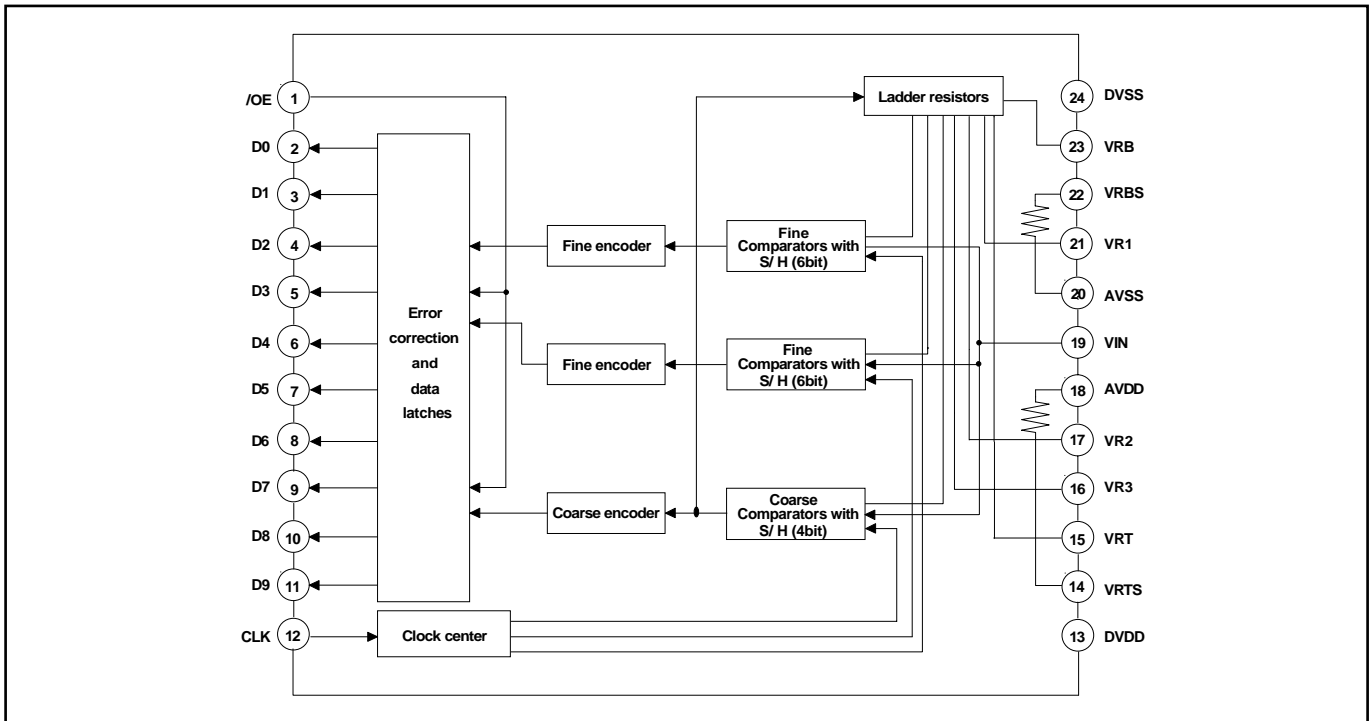 /OE 1
D0 2
D1 3
D2 4
D3 5
D4 6
D5 7
D6 8
D7 9
D8 10
D9 11
CLK 12
Error
correction
and
data
latches
Clock center
Fine encoder
Fine encoder
Coarse encoder
Fine
Comparators with
S/ H (6bit)
Fine
Comparators with
S/ H (6bit)
Coarse
Comparators with
S/ H (4bit)
Ladder resistors
24 DVSS
23 VRB
22 VRBS
21 VR1
20 AVSS
19 VIN
18 AVDD
17 VR2
16 VR3
15 VRT
14 VRTS
13 DVDD